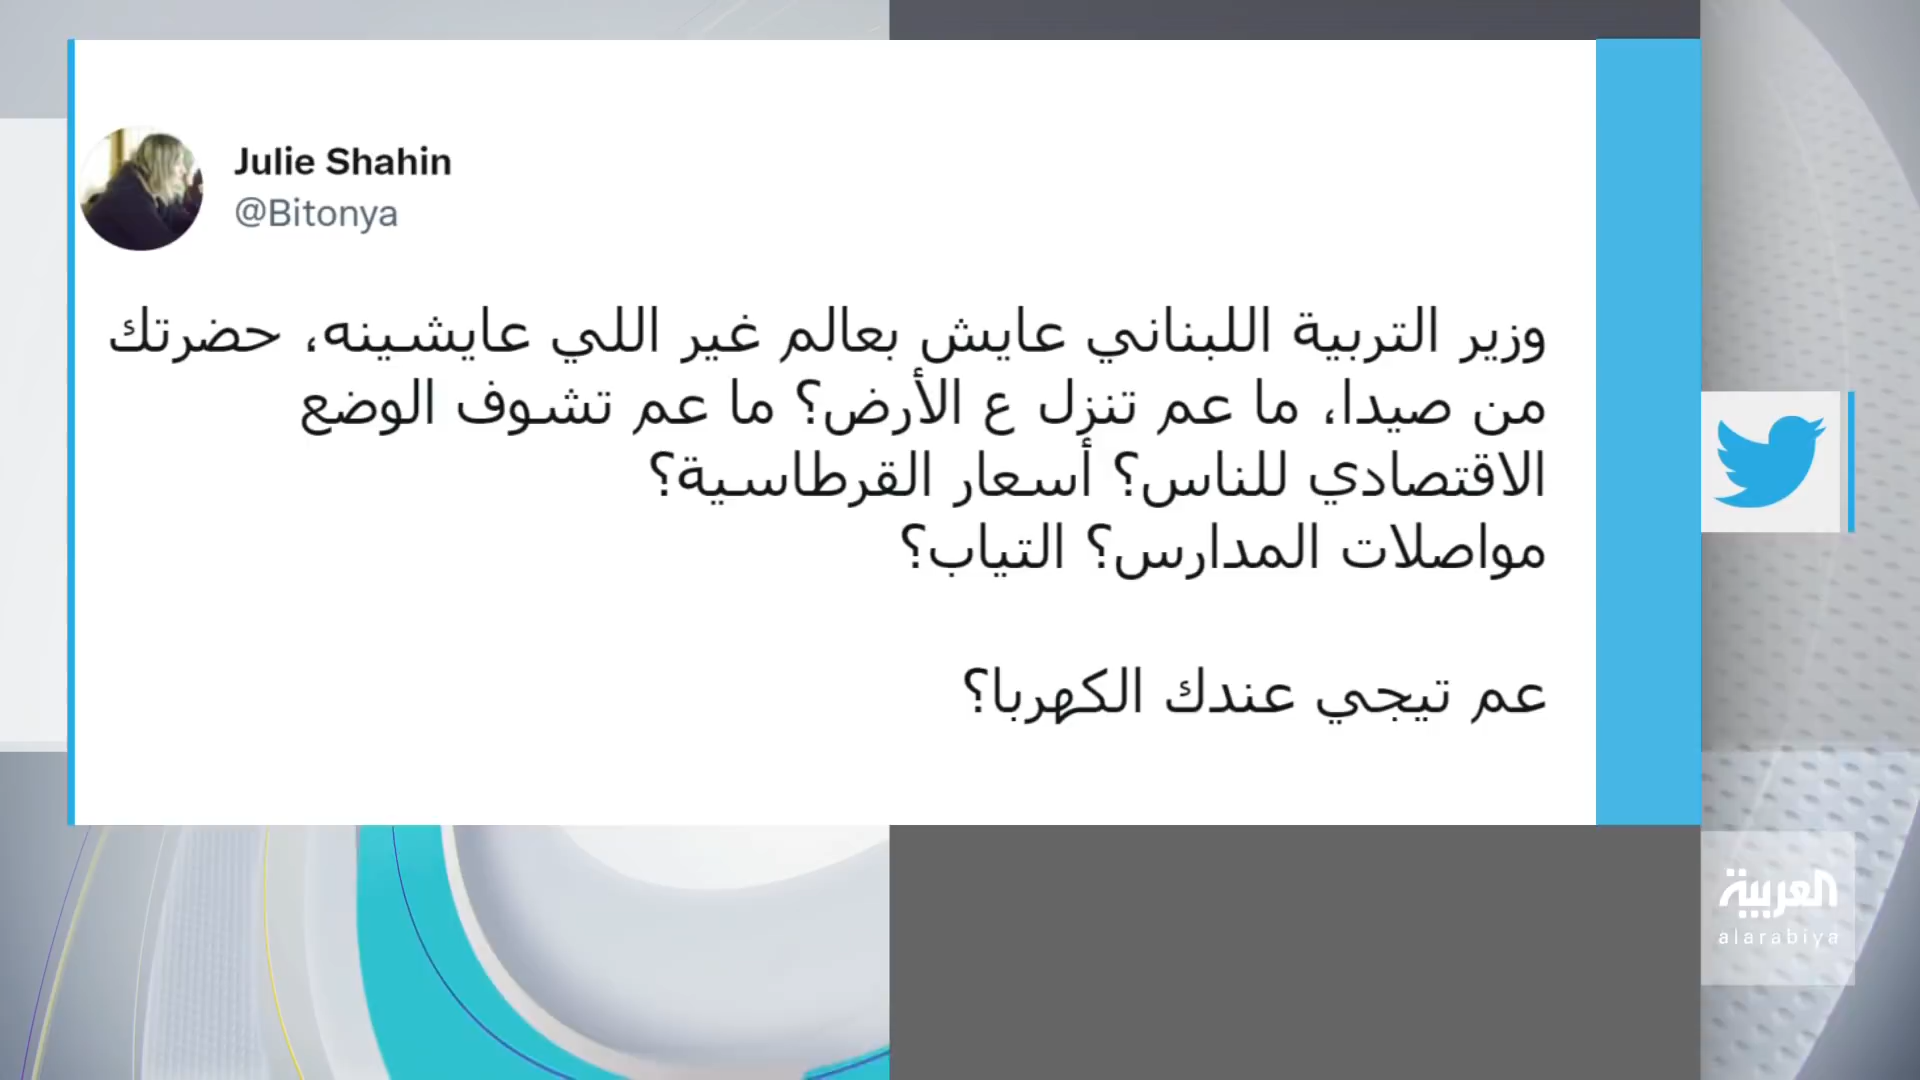 Julie Shahin
@Bitonya
وزير التربية اللبناني عايش بعالم غير اللي عايشينه، حضرتك
من صيدا، ما عم تنزل ع الأرض؟ ما عم تشوف الوضع
الاقتصادي للناس؟ أسعار القرطاسية؟
مواصلات المدارس؟ التياب؟
عم تيجي عندك الكهربا؟
العربية
alarabiya